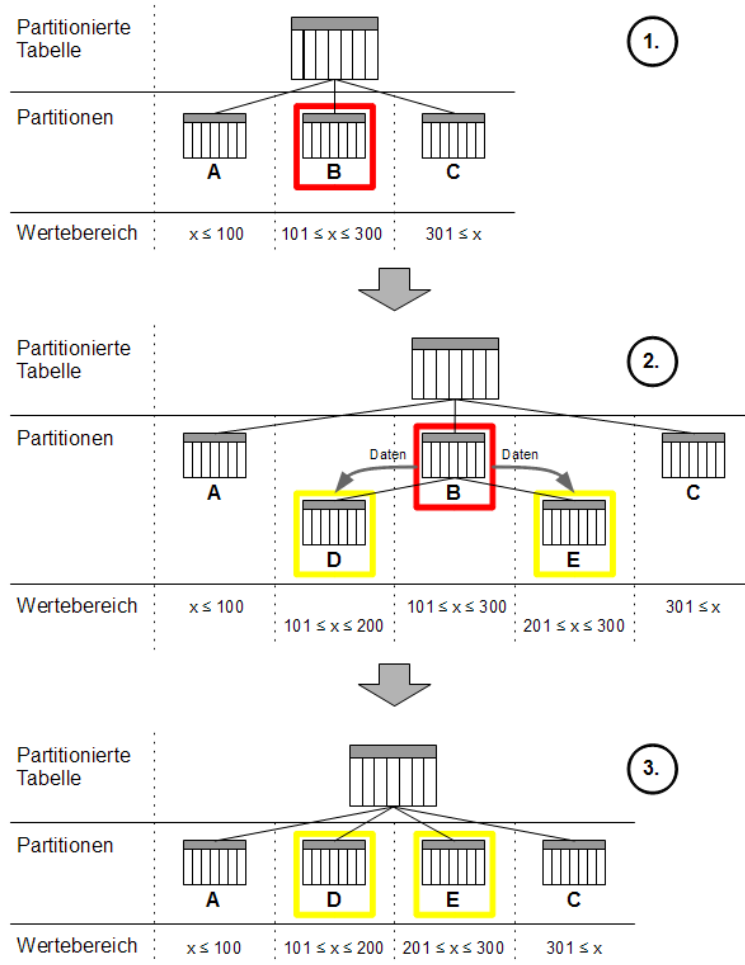 Partitionierte
Tabelle
1.
Partitionen
A
B
C
Wertebereich
x ≤ 100
101 ≤ x ≤ 300
301 ≤ x
Partitionierte
Tabelle
2.
Partitionen
Daten
Daten
A
B
C
D
E
Wertebereich
x ≤ 100
101 ≤ x ≤ 300
301 ≤ x
101 ≤ x ≤ 200
201 ≤ x ≤ 300
Partitionierte
Tabelle
3.
Partitionen
A
D
E
C
Wertebereich
x ≤ 100
101 ≤ x ≤ 200
201 ≤ x ≤ 300
301 ≤ x